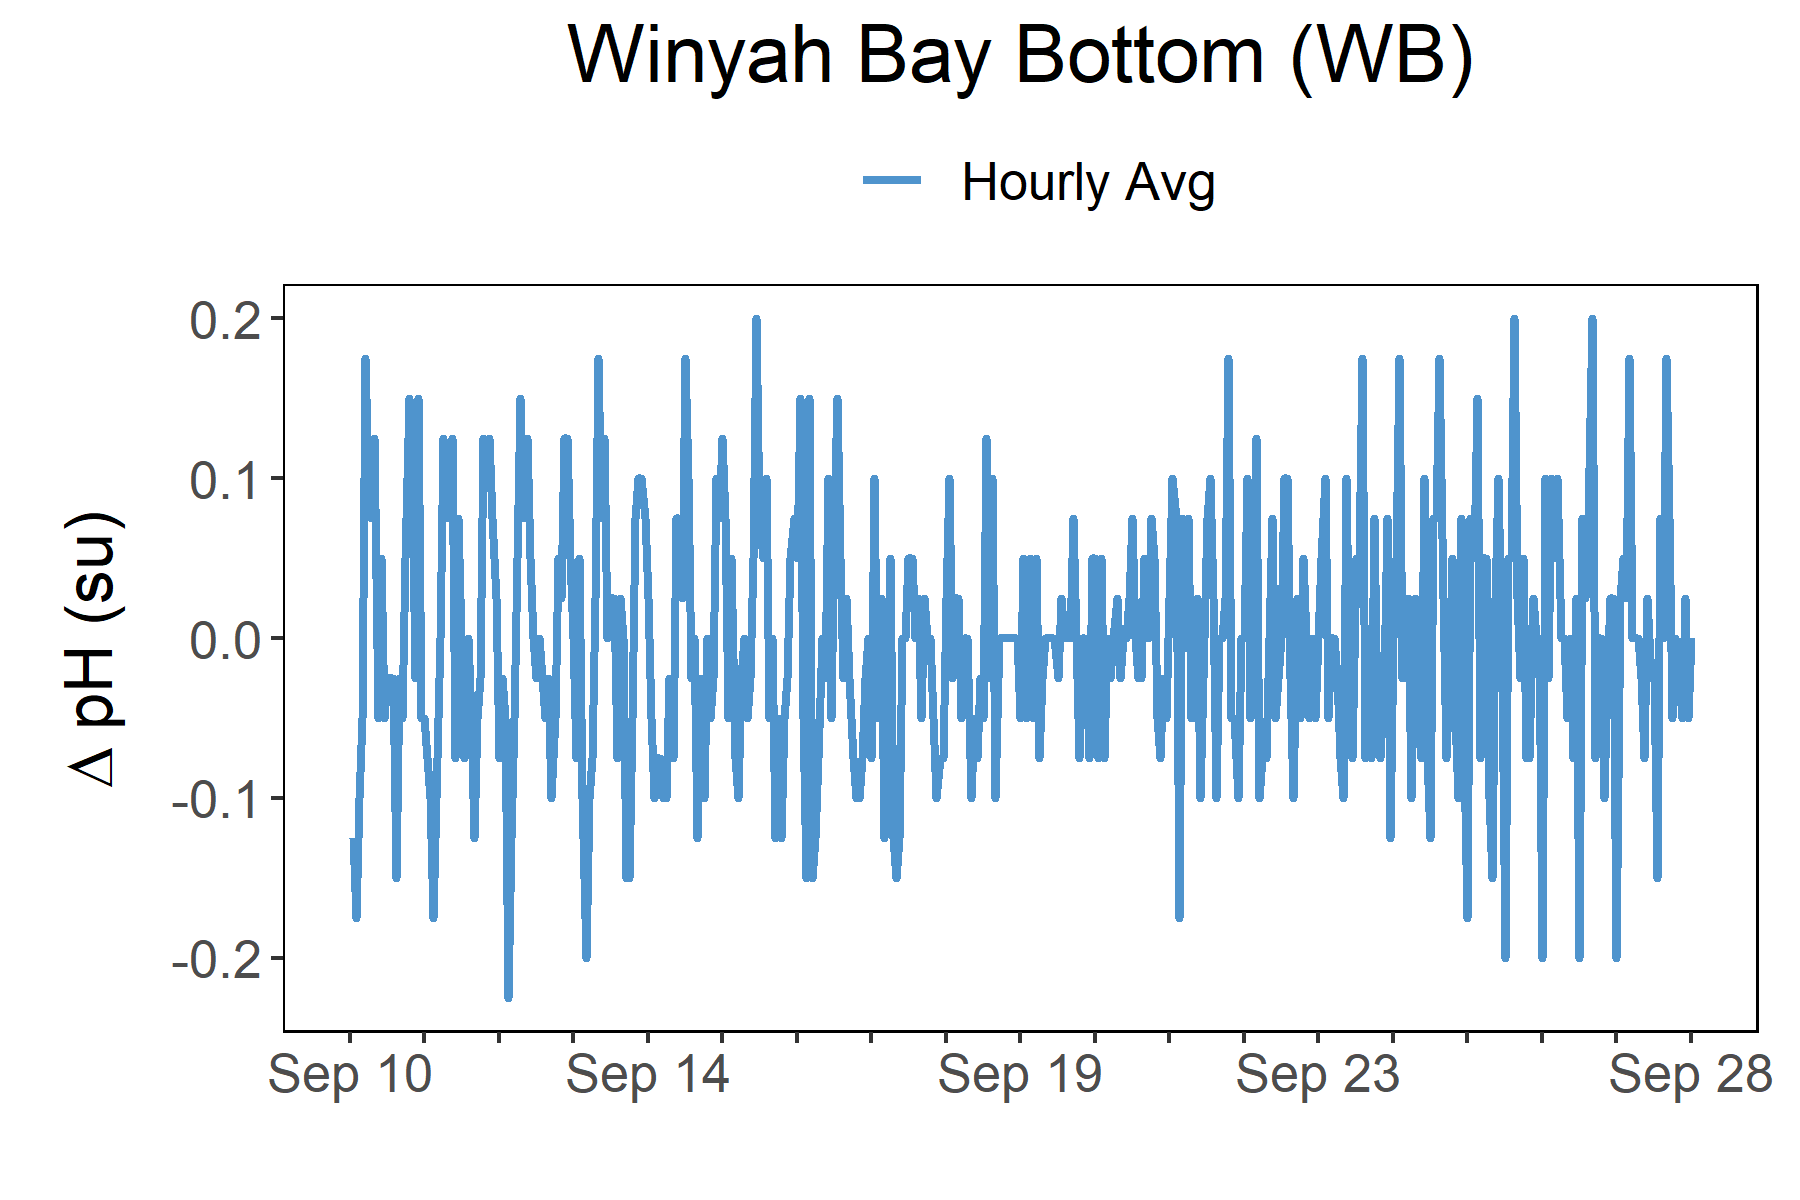 Winyah Bay Bottom (WB)
Hourly Avg
Δ pH (su)
0.2
0.1
0.0
-0.1
-0.2
Sep 10 Sep 14 Sep 19 Sep 23 Sep 28